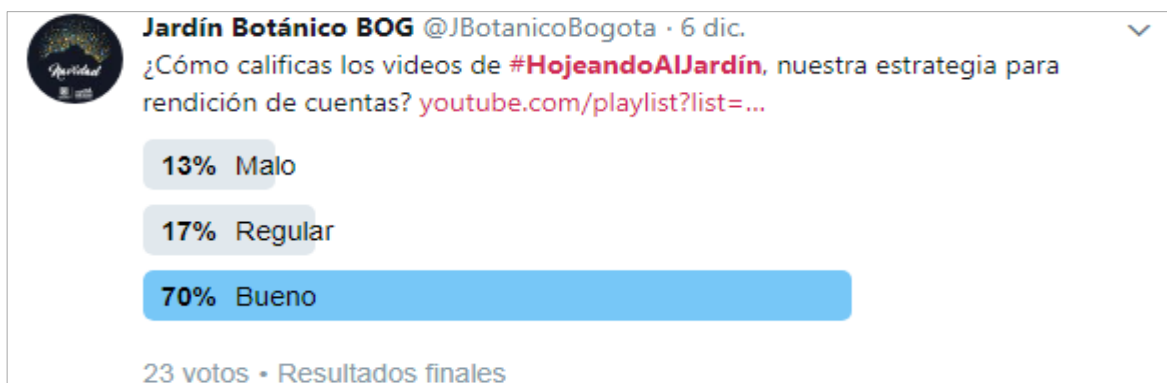 Jardín Botánico BOG @JBotanicoBogota · 6 dic.
Navidad
¿Cómo calificas los videos de #HojeandoAlJardín, nuestra estrategia para
rendición de cuentas? youtube.com/playlist?list=...
13% Malo
17% Regular
70% Bueno
23 votos • Resultados finales